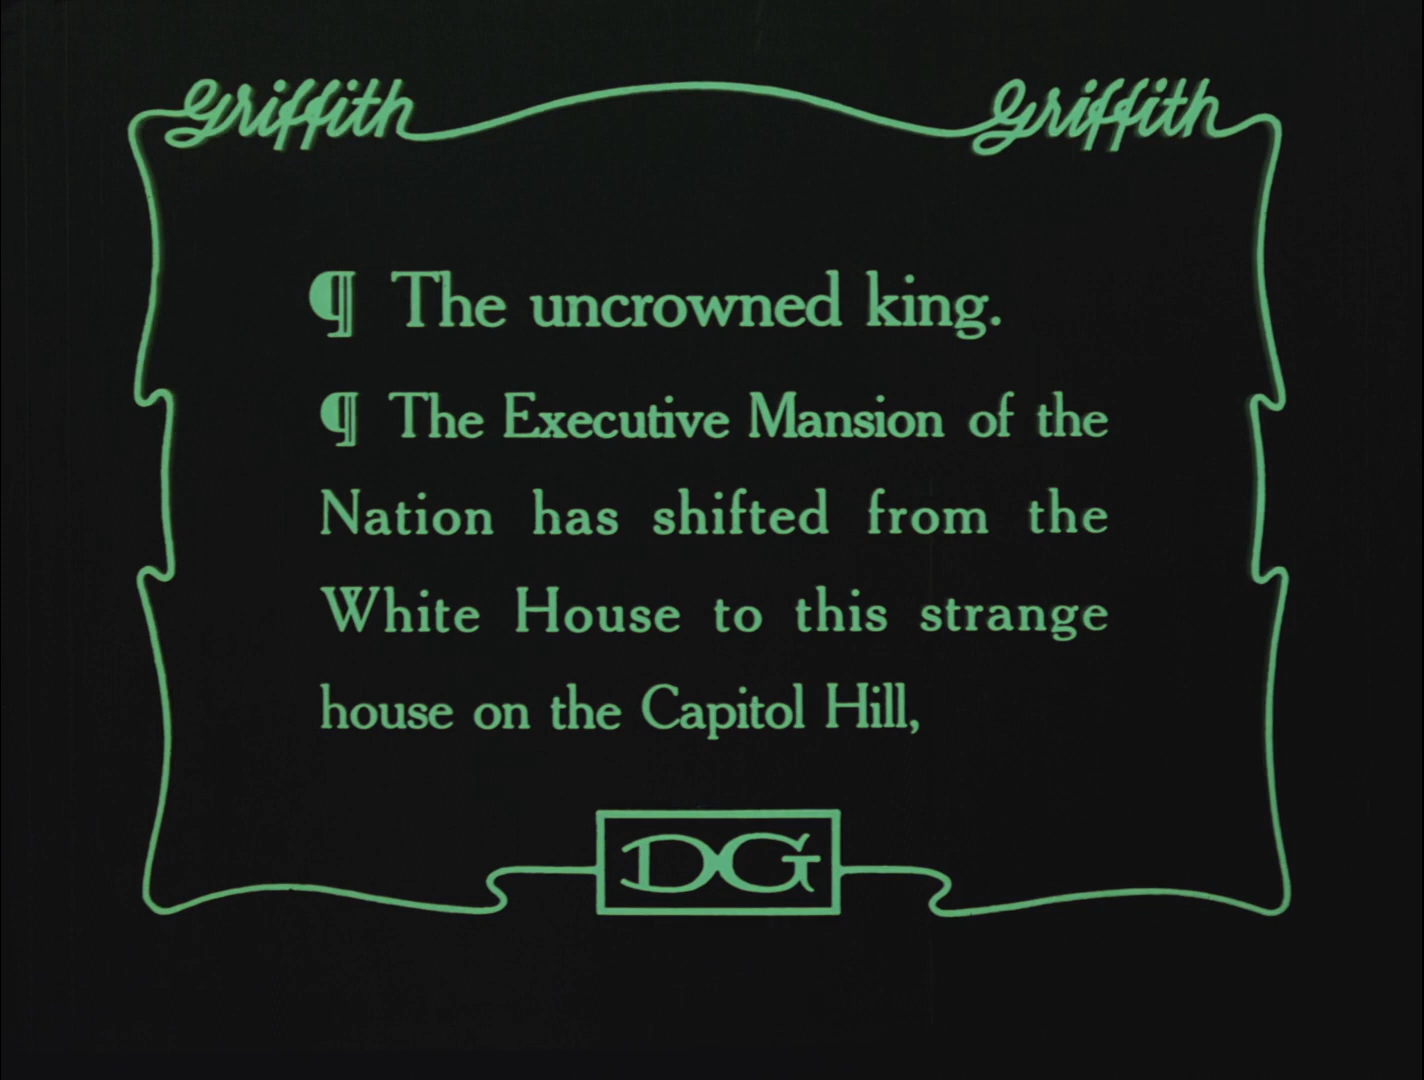 Griffith Griffith
¶ The uncrowned king.
¶ The Executive Mansion of the
Nation has shifted from the
White House to this strange
house on the Capitol Hill,
DG